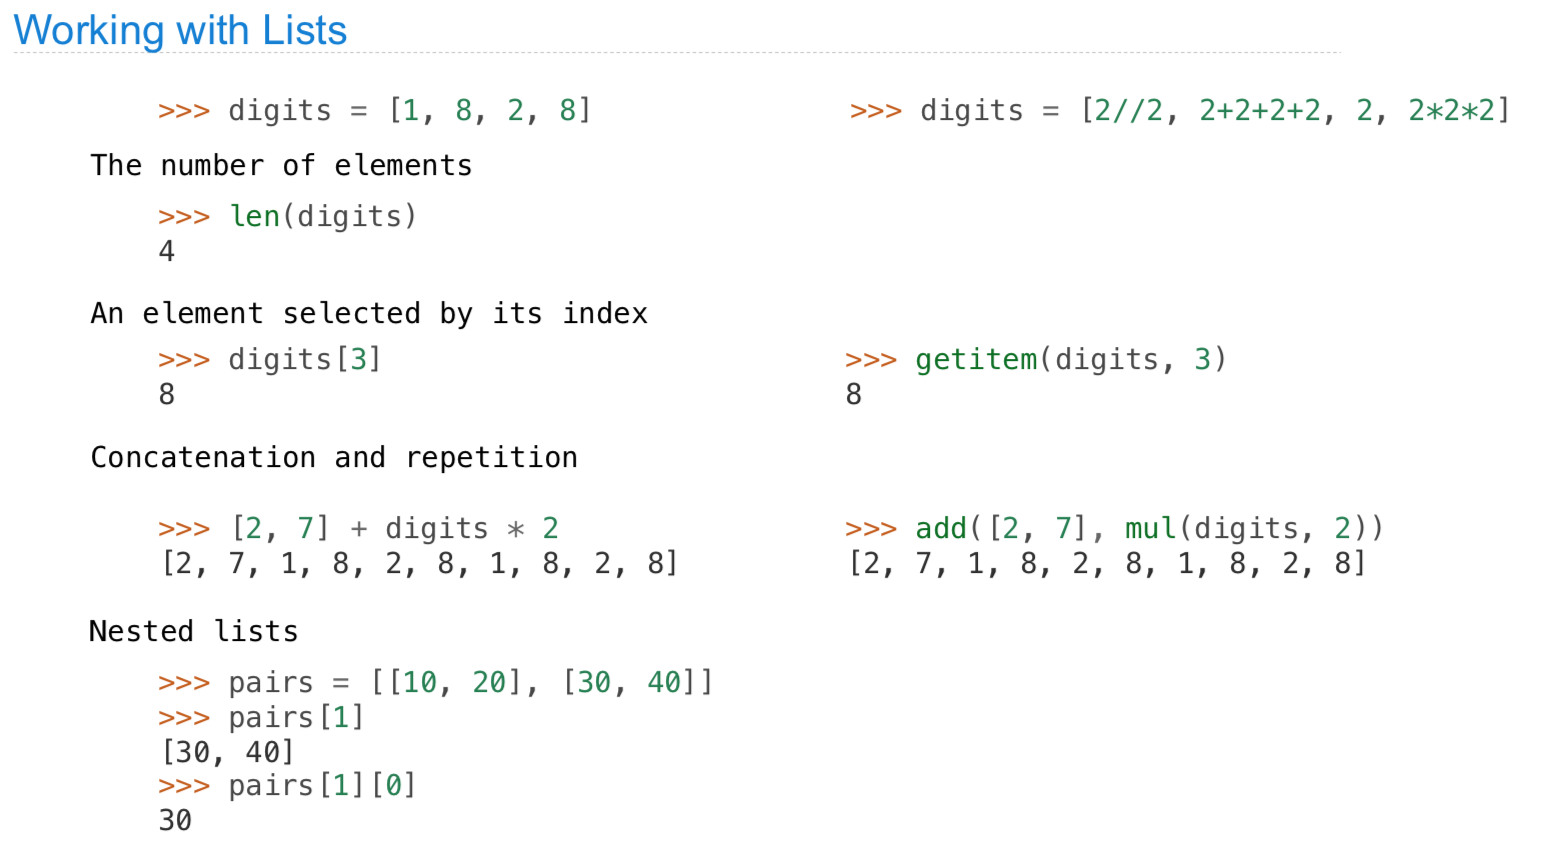 Working with Lists
>>> digits = [1, 8, 2, 8]
>>> digits = [2//2, 2+2+2+2, 2, 2*2*2]
The number of elements
>>> len(digits)
4
An element selected by its index
>>> digits[3]
8
>>> getitem(digits, 3)
8
Concatenation and repetition
>>> [2, 7] + digits * 2
[2, 7, 1, 8, 2, 8, 1, 8, 2, 8]
>>> add([2, 7], mul(digits, 2))
[2, 7, 1, 8, 2, 8, 1, 8, 2, 8]
Nested lists
>>> pairs = [[10, 20], [30, 40]]
>>> pairs[1]
[30, 40]
>>> pairs[1][0]
30